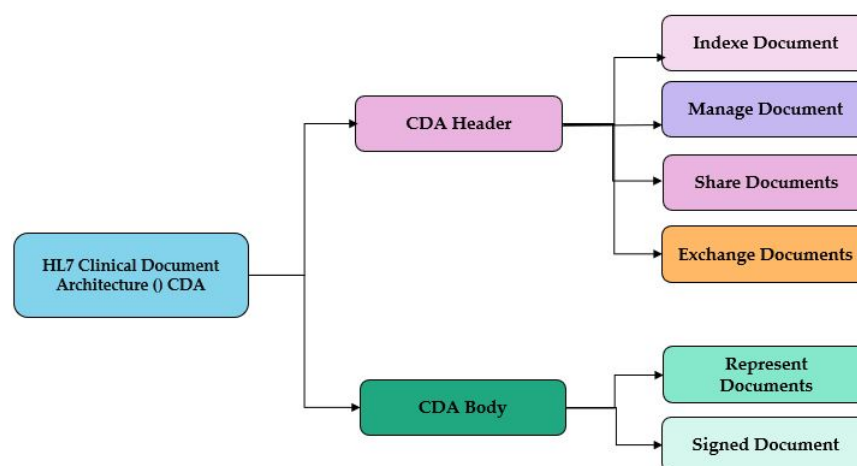 Indexe Document
CDA Header
Manage Document
Share Documents
HL7 Clinical Document
Architecture () CDA
Exchange Documents
Represent
Documents
CDA Body
Signed Document